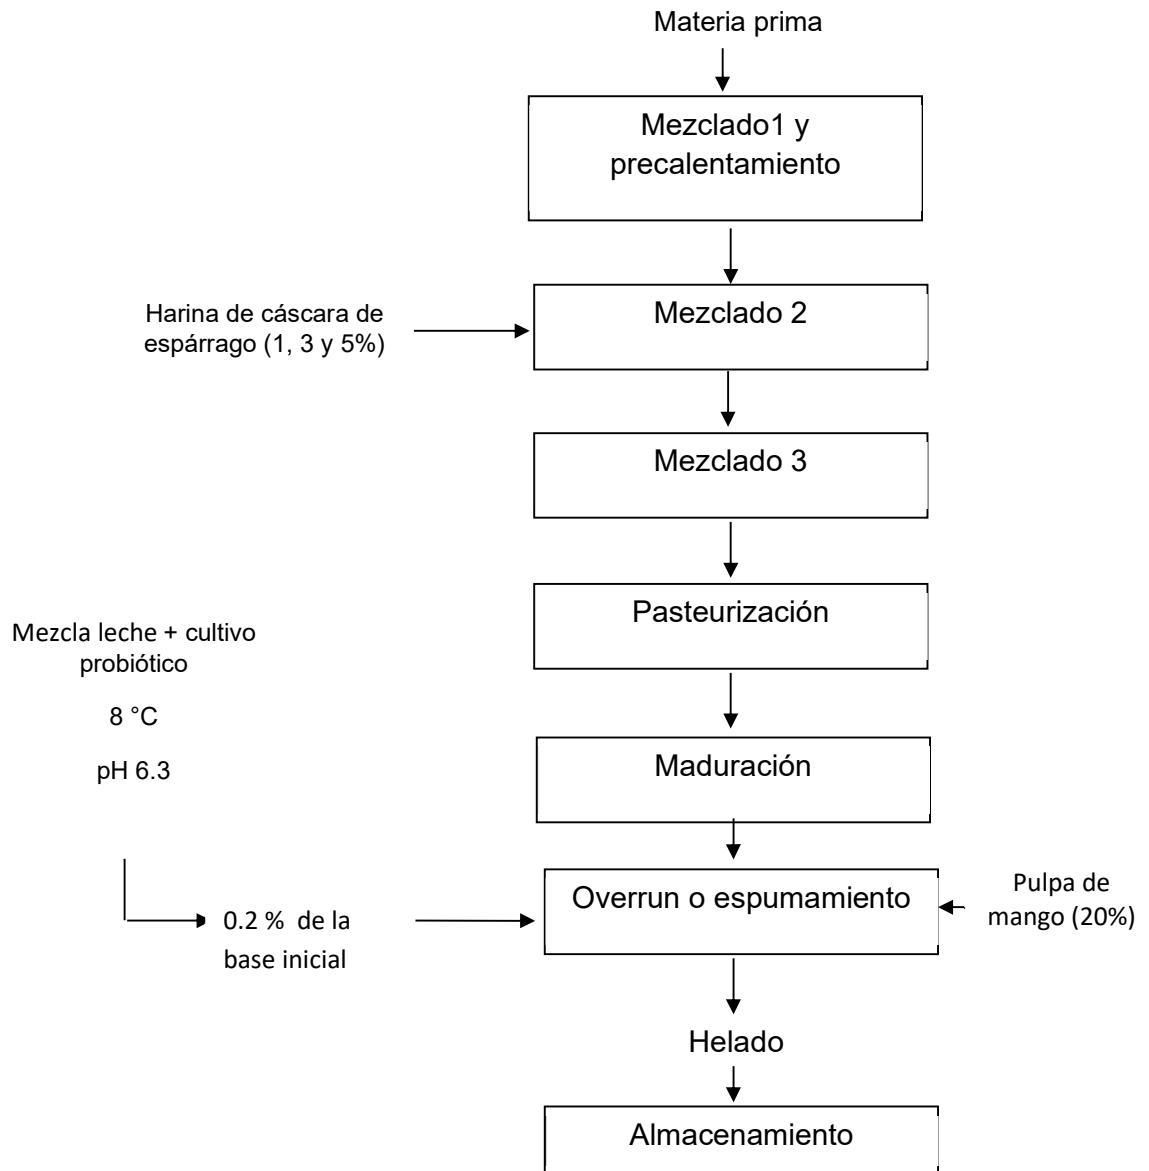 Materia prima
Mezclado1 y
precalentamiento
Mezclado 2
Harina de cáscara de
espárrago (1, 3 y 5%)
Mezclado 3
Pasteurización
Mezcla leche + cultivo
probiótico
8 °C
pH 6.3
Maduración
Overrun o espumamiento
Pulpa de
mango (20%)
0.2 % de la
base inicial
Helado
Almacenamiento